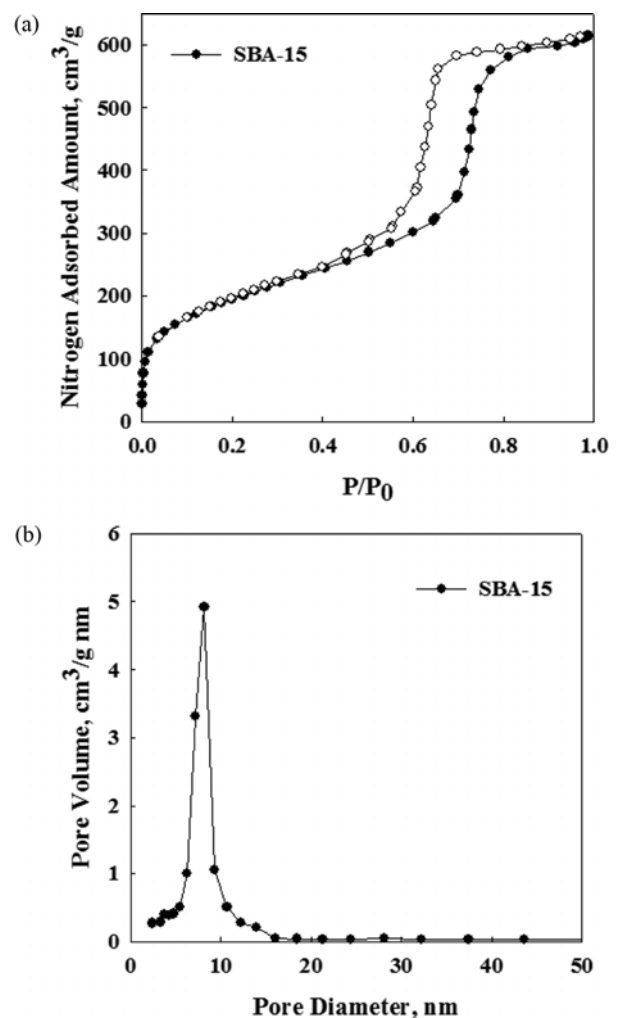 (a)
SBA-15
600
500
400
300
200
100
0
Nitrogen Adsorbed Amount, cm³/g
0.0 0.2 0.4 0.6 0.8 1.0
P/P₀
(b)
SBA-15
6
5
4
3
2
1
0
Pore Volume, cm³/g nm
0 10 20 30 40 50
Pore Diameter, nm